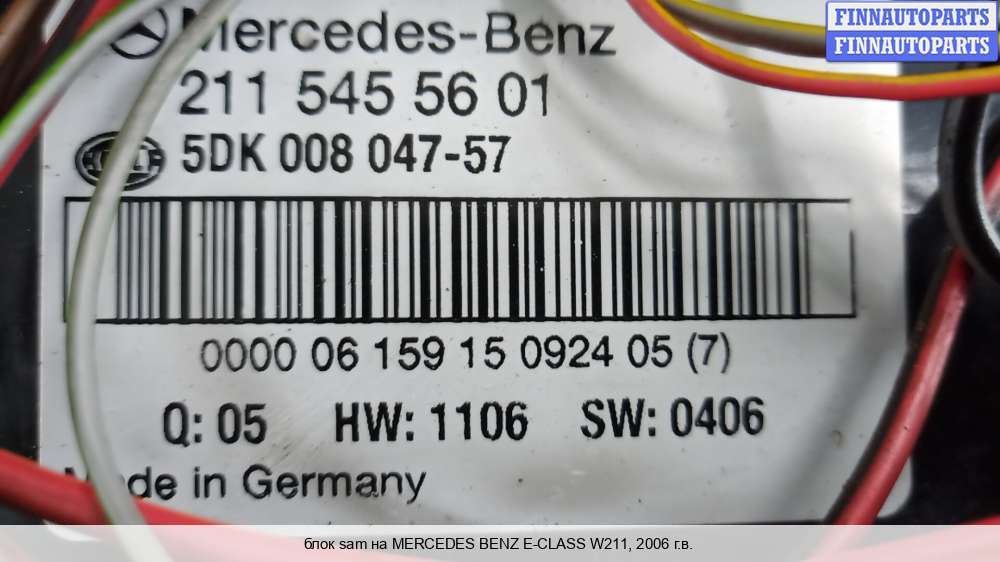 FINNAUTOPARTS
FINNAUTOPARTS
Mercedes-Benz
211 545 56 01
5DK 008 047-57
0000 06 159 15 0924 05 (7)
Q: 05 HW: 1106 SW: 0406
Made in Germany
блок sam на MERCEDES BENZ E-CLASS W211, 2006 г.в.